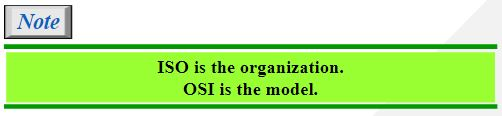 Note
ISO is the organization.
OSI is the model.